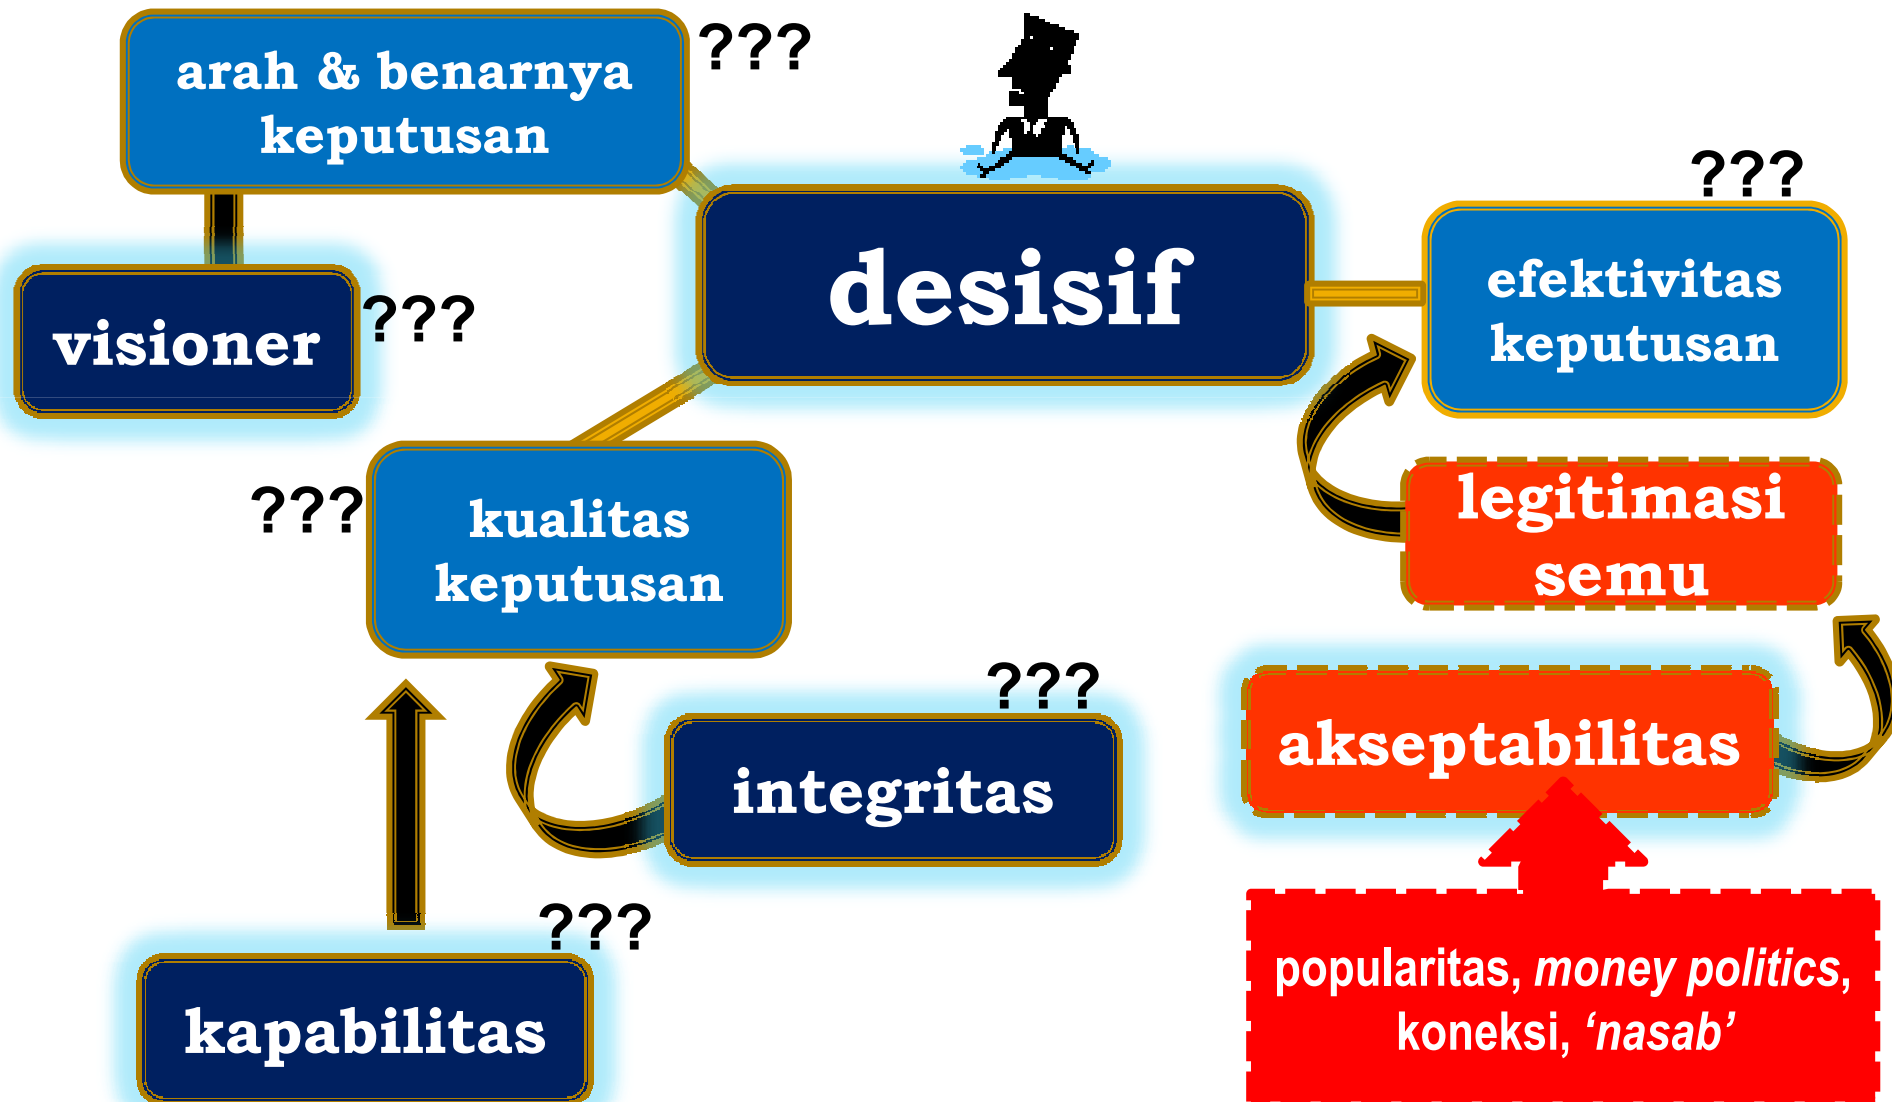 arah & benarnya
keputusan
???
desisif
???
efektivitas
keputusan
visioner
???
???
kualitas
keputusan
legitimasi
semu
???
integritas
akseptabilitas
???
kapabilitas
popularitas, money politics,
koneksi, ‘nasab’